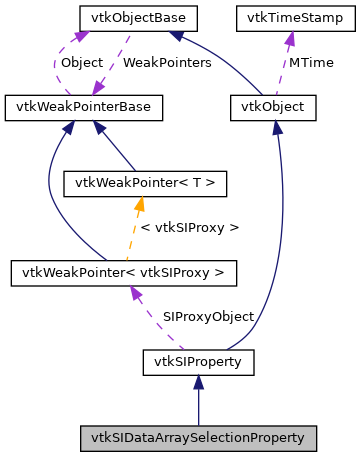 vtkObjectBase
vtkTimeStamp
Object
WeakPointers
MTime
vtkWeakPointerBase
vtkObject
vtkWeakPointer< T >
< vtkSIProxy >
vtkWeakPointer< vtkSIProxy >
SIProxyObject
vtkSIProperty
vtkSIDataArraySelectionProperty